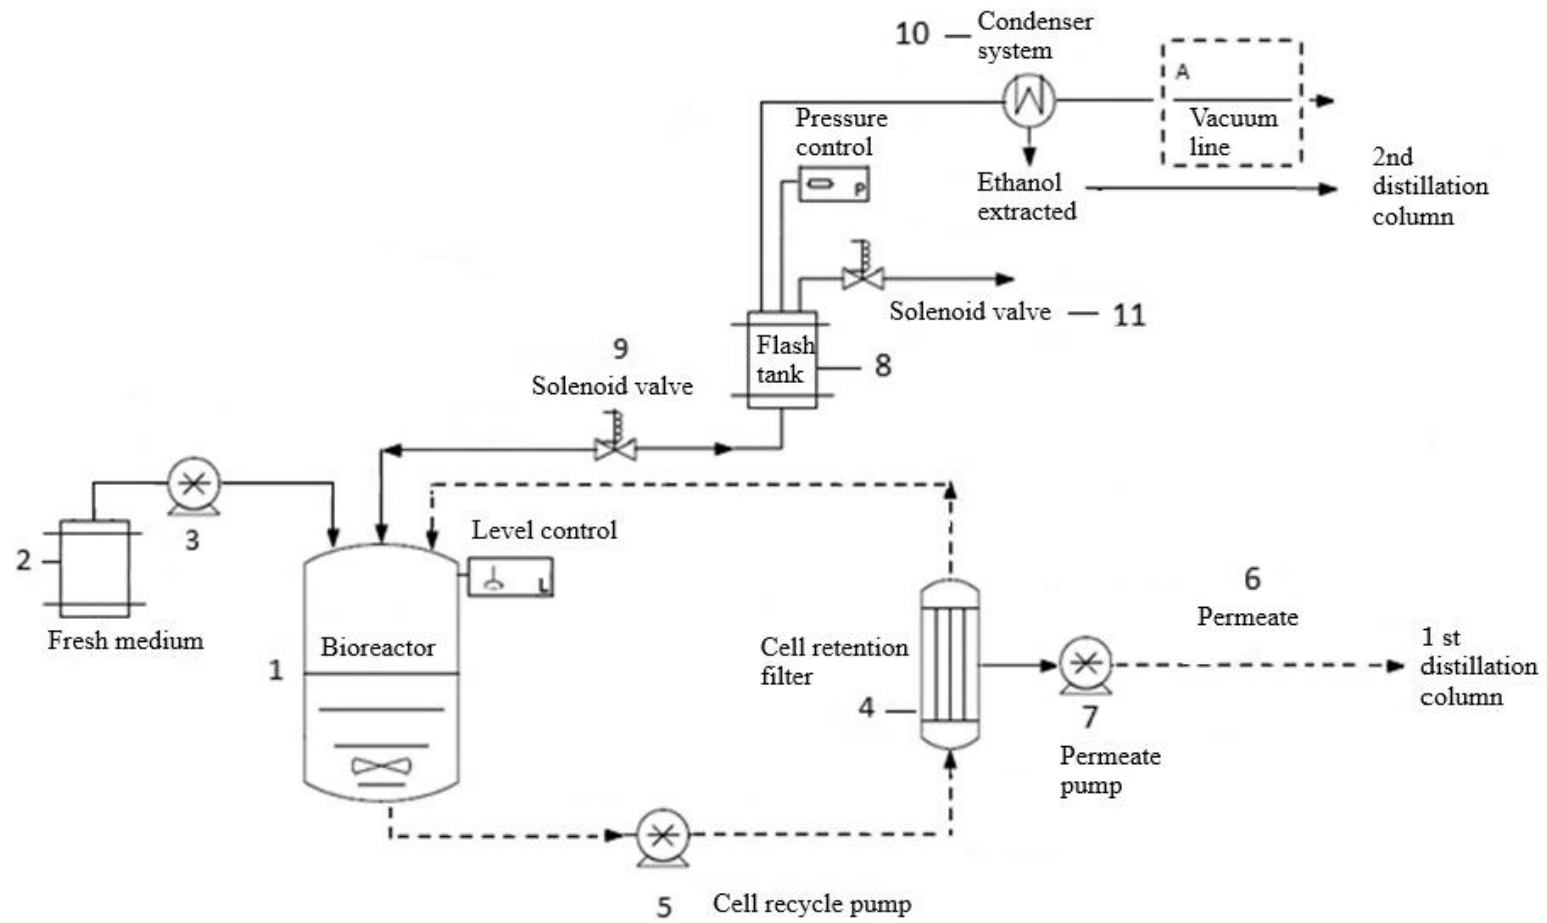 10
Condenser
system
A
Vacuum
line
Pressure
control
P
Ethanol
extracted
2nd
distillation
column
Solenoid valve
11
Flash
tank
8
9
Solenoid valve
3
2
Fresh medium
Level control
L
Bioreactor
1
Cell retention
filter
4
6
Permeate
1 st
distillation
column
7
Permeate
pump
5
Cell recycle pump